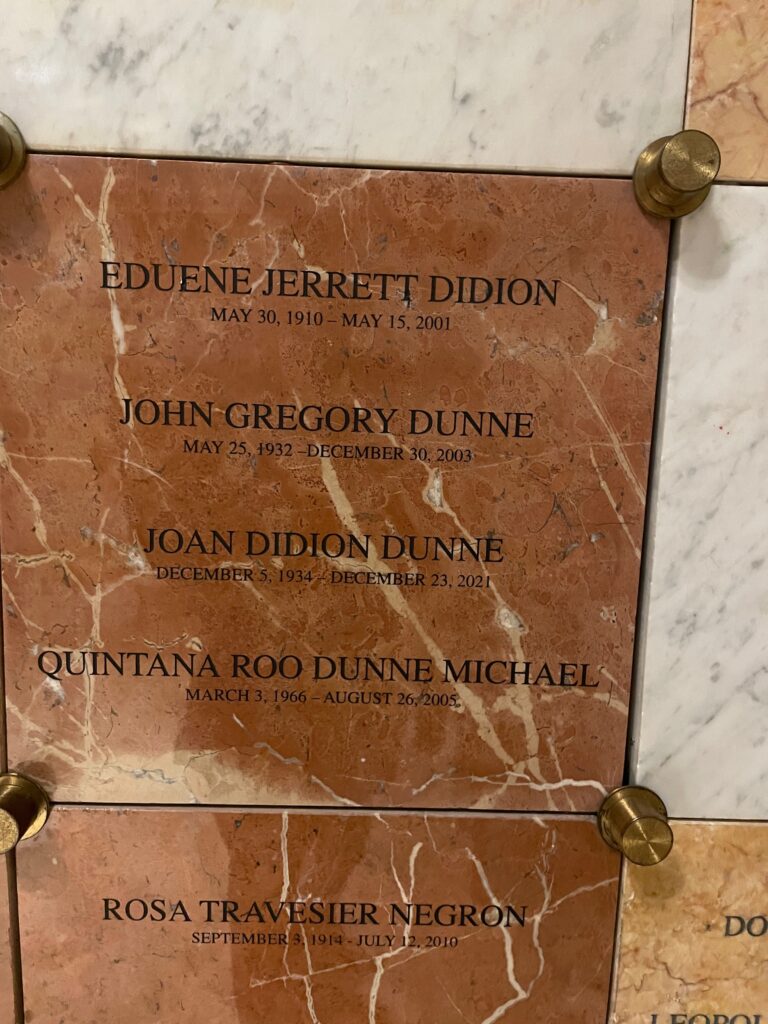 EDUENE JERRETT DIDION
MAY 30, 1910 – MAY 15, 2001
JOHN GREGORY DUNNE
MAY 25, 1932 –DECEMBER 30, 2003
JOAN DIDION DUNNE
DECEMBER 5, 1934 – DECEMBER 23, 2021
QUINTANA ROO DUNNE MICHAEL
MARCH 3, 1966 – AUGUST 26, 2005
ROSA TRAVESIER NEGRON
SEPTEMBER 3, 1914 - JULY 12, 2010
DO